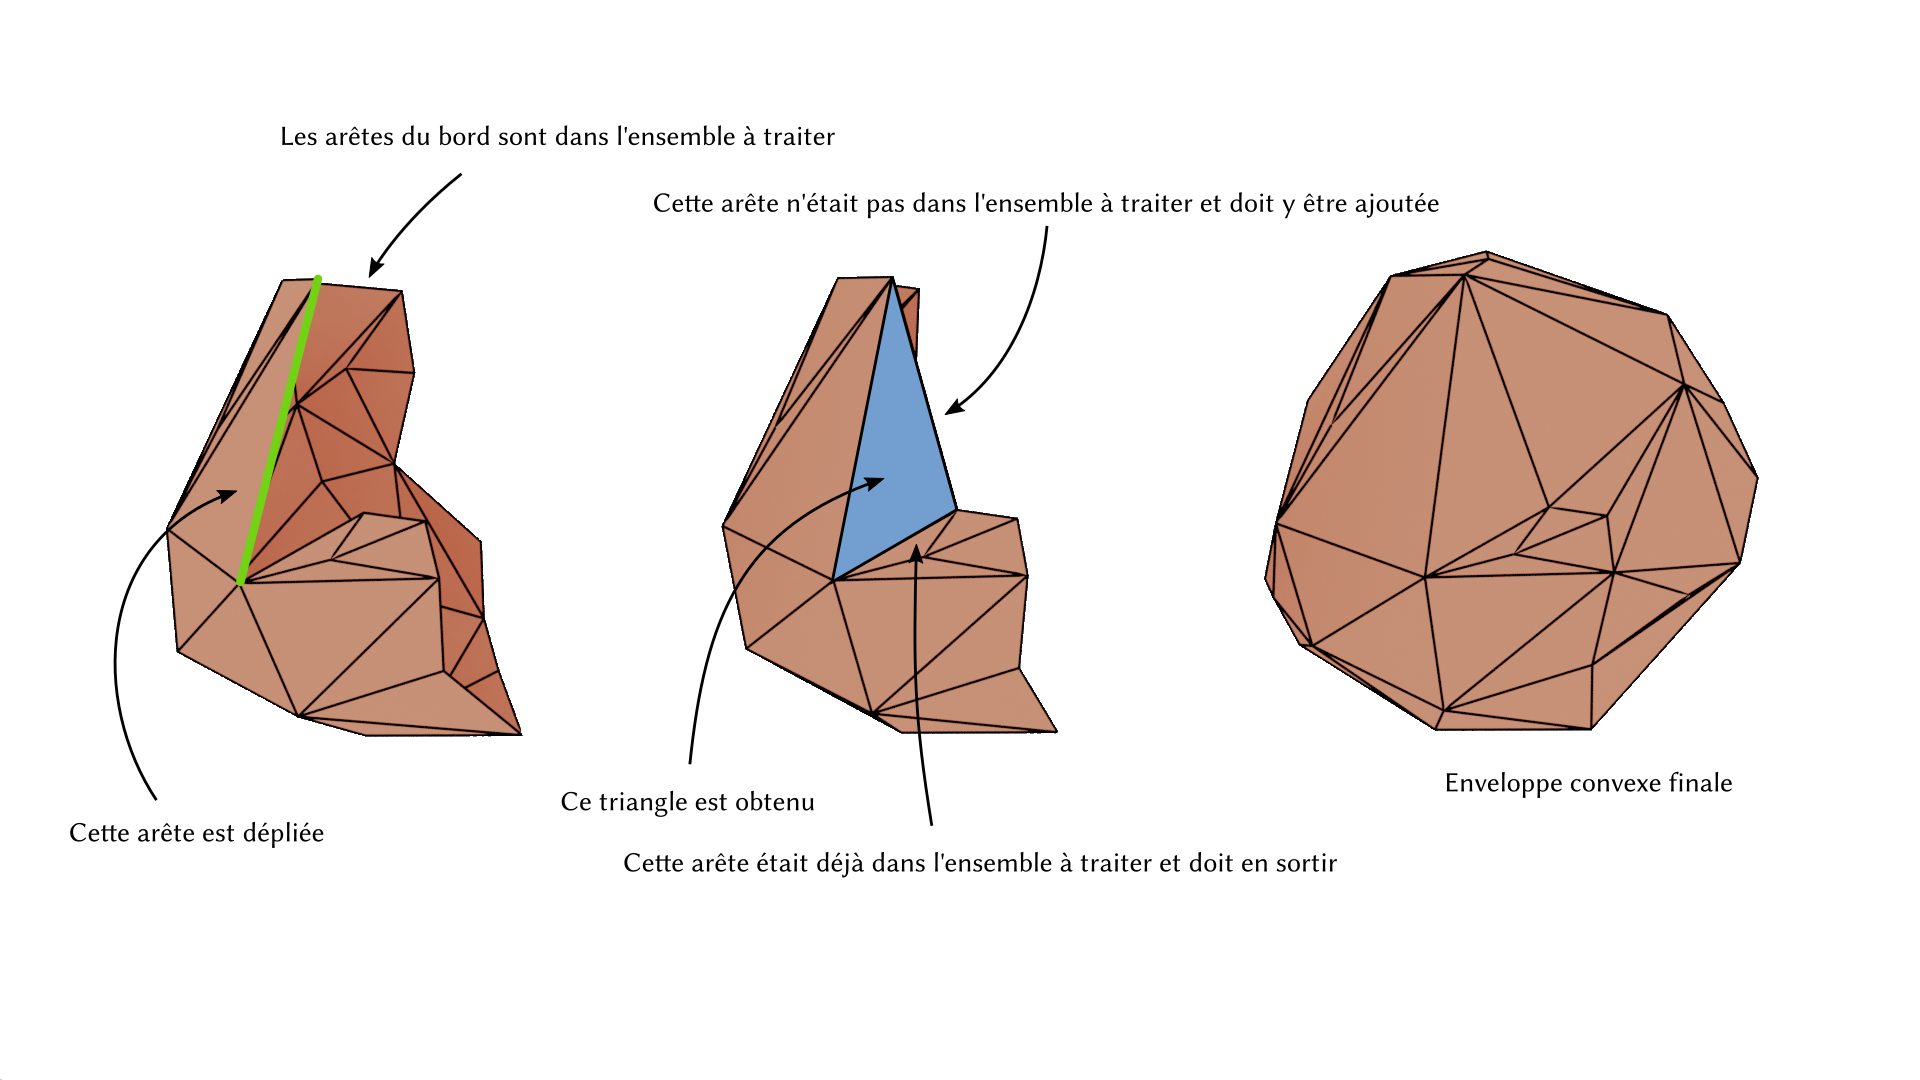 Les arêtes du bord sont dans l'ensemble à traiter
Cette arête n'était pas dans l'ensemble à traiter et doit y être ajoutée
Enveloppe convexe finale
Ce triangle est obtenu
Cette arête est dépliée
Cette arête était déjà dans l'ensemble à traiter et doit en sortir